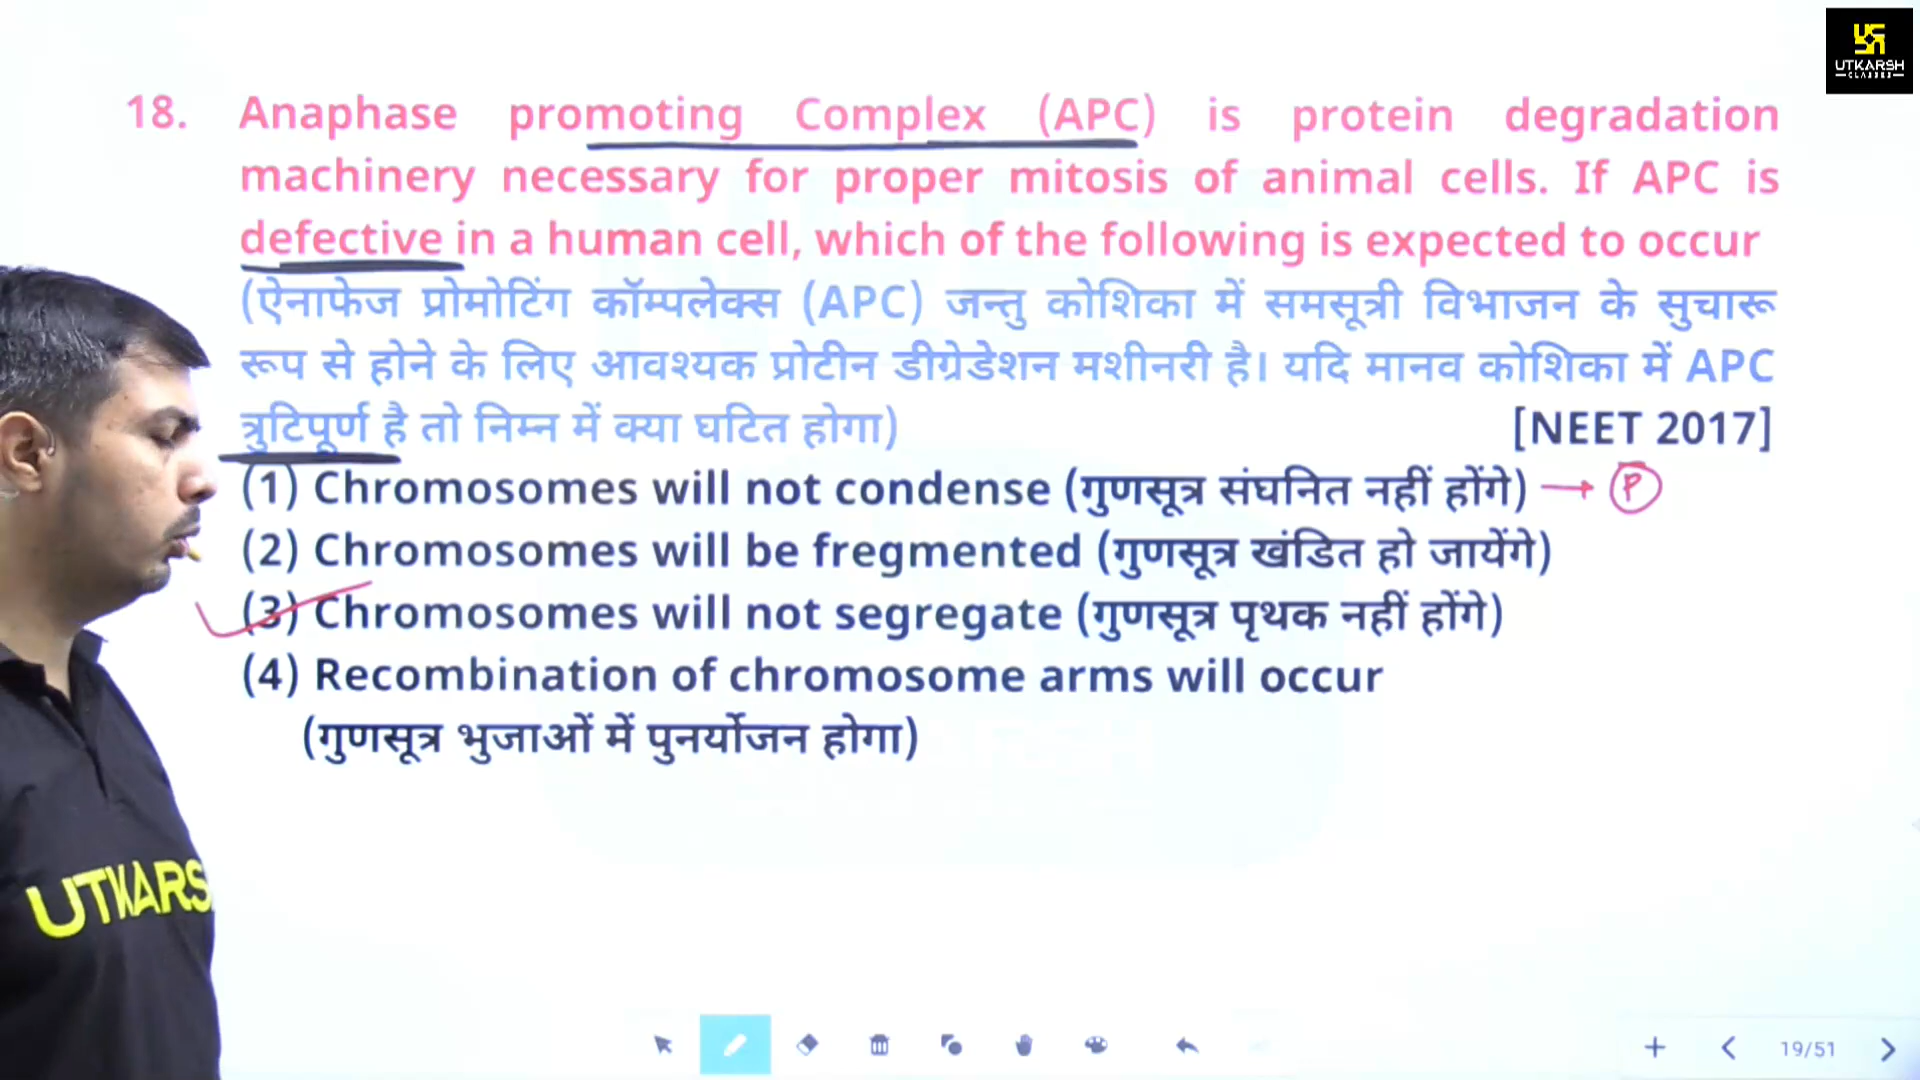 UTKARSH
CLASSES
18. Anaphase promoting Complex (APC) is protein degradation
machinery necessary for proper mitosis of animal cells. If APC is
defective in a human cell, which of the following is expected to occur
(ऐनाफेज प्रोमोटिंग कॉम्पलेक्स (APC) जन्तु कोशिका में समसूत्री विभाजन के सुचारू
रूप से होने के लिए आवश्यक प्रोटीन डीग्रेडेशन मशीनरी है। यदि मानव कोशिका में APC
त्रुटिपूर्ण है तो निम्न में क्या घटित होगा) [NEET 2017]
(1) Chromosomes will not condense (गुणसूत्र संघनित नहीं होंगे) → P
(2) Chromosomes will be fregmented (गुणसूत्र खंडित हो जायेंगे)
(3) Chromosomes will not segregate (गुणसूत्र पृथक नहीं होंगे)
(4) Recombination of chromosome arms will occur
(गुणसूत्र भुजाओं में पुनर्योजन होगा)
UTKARS
19/51